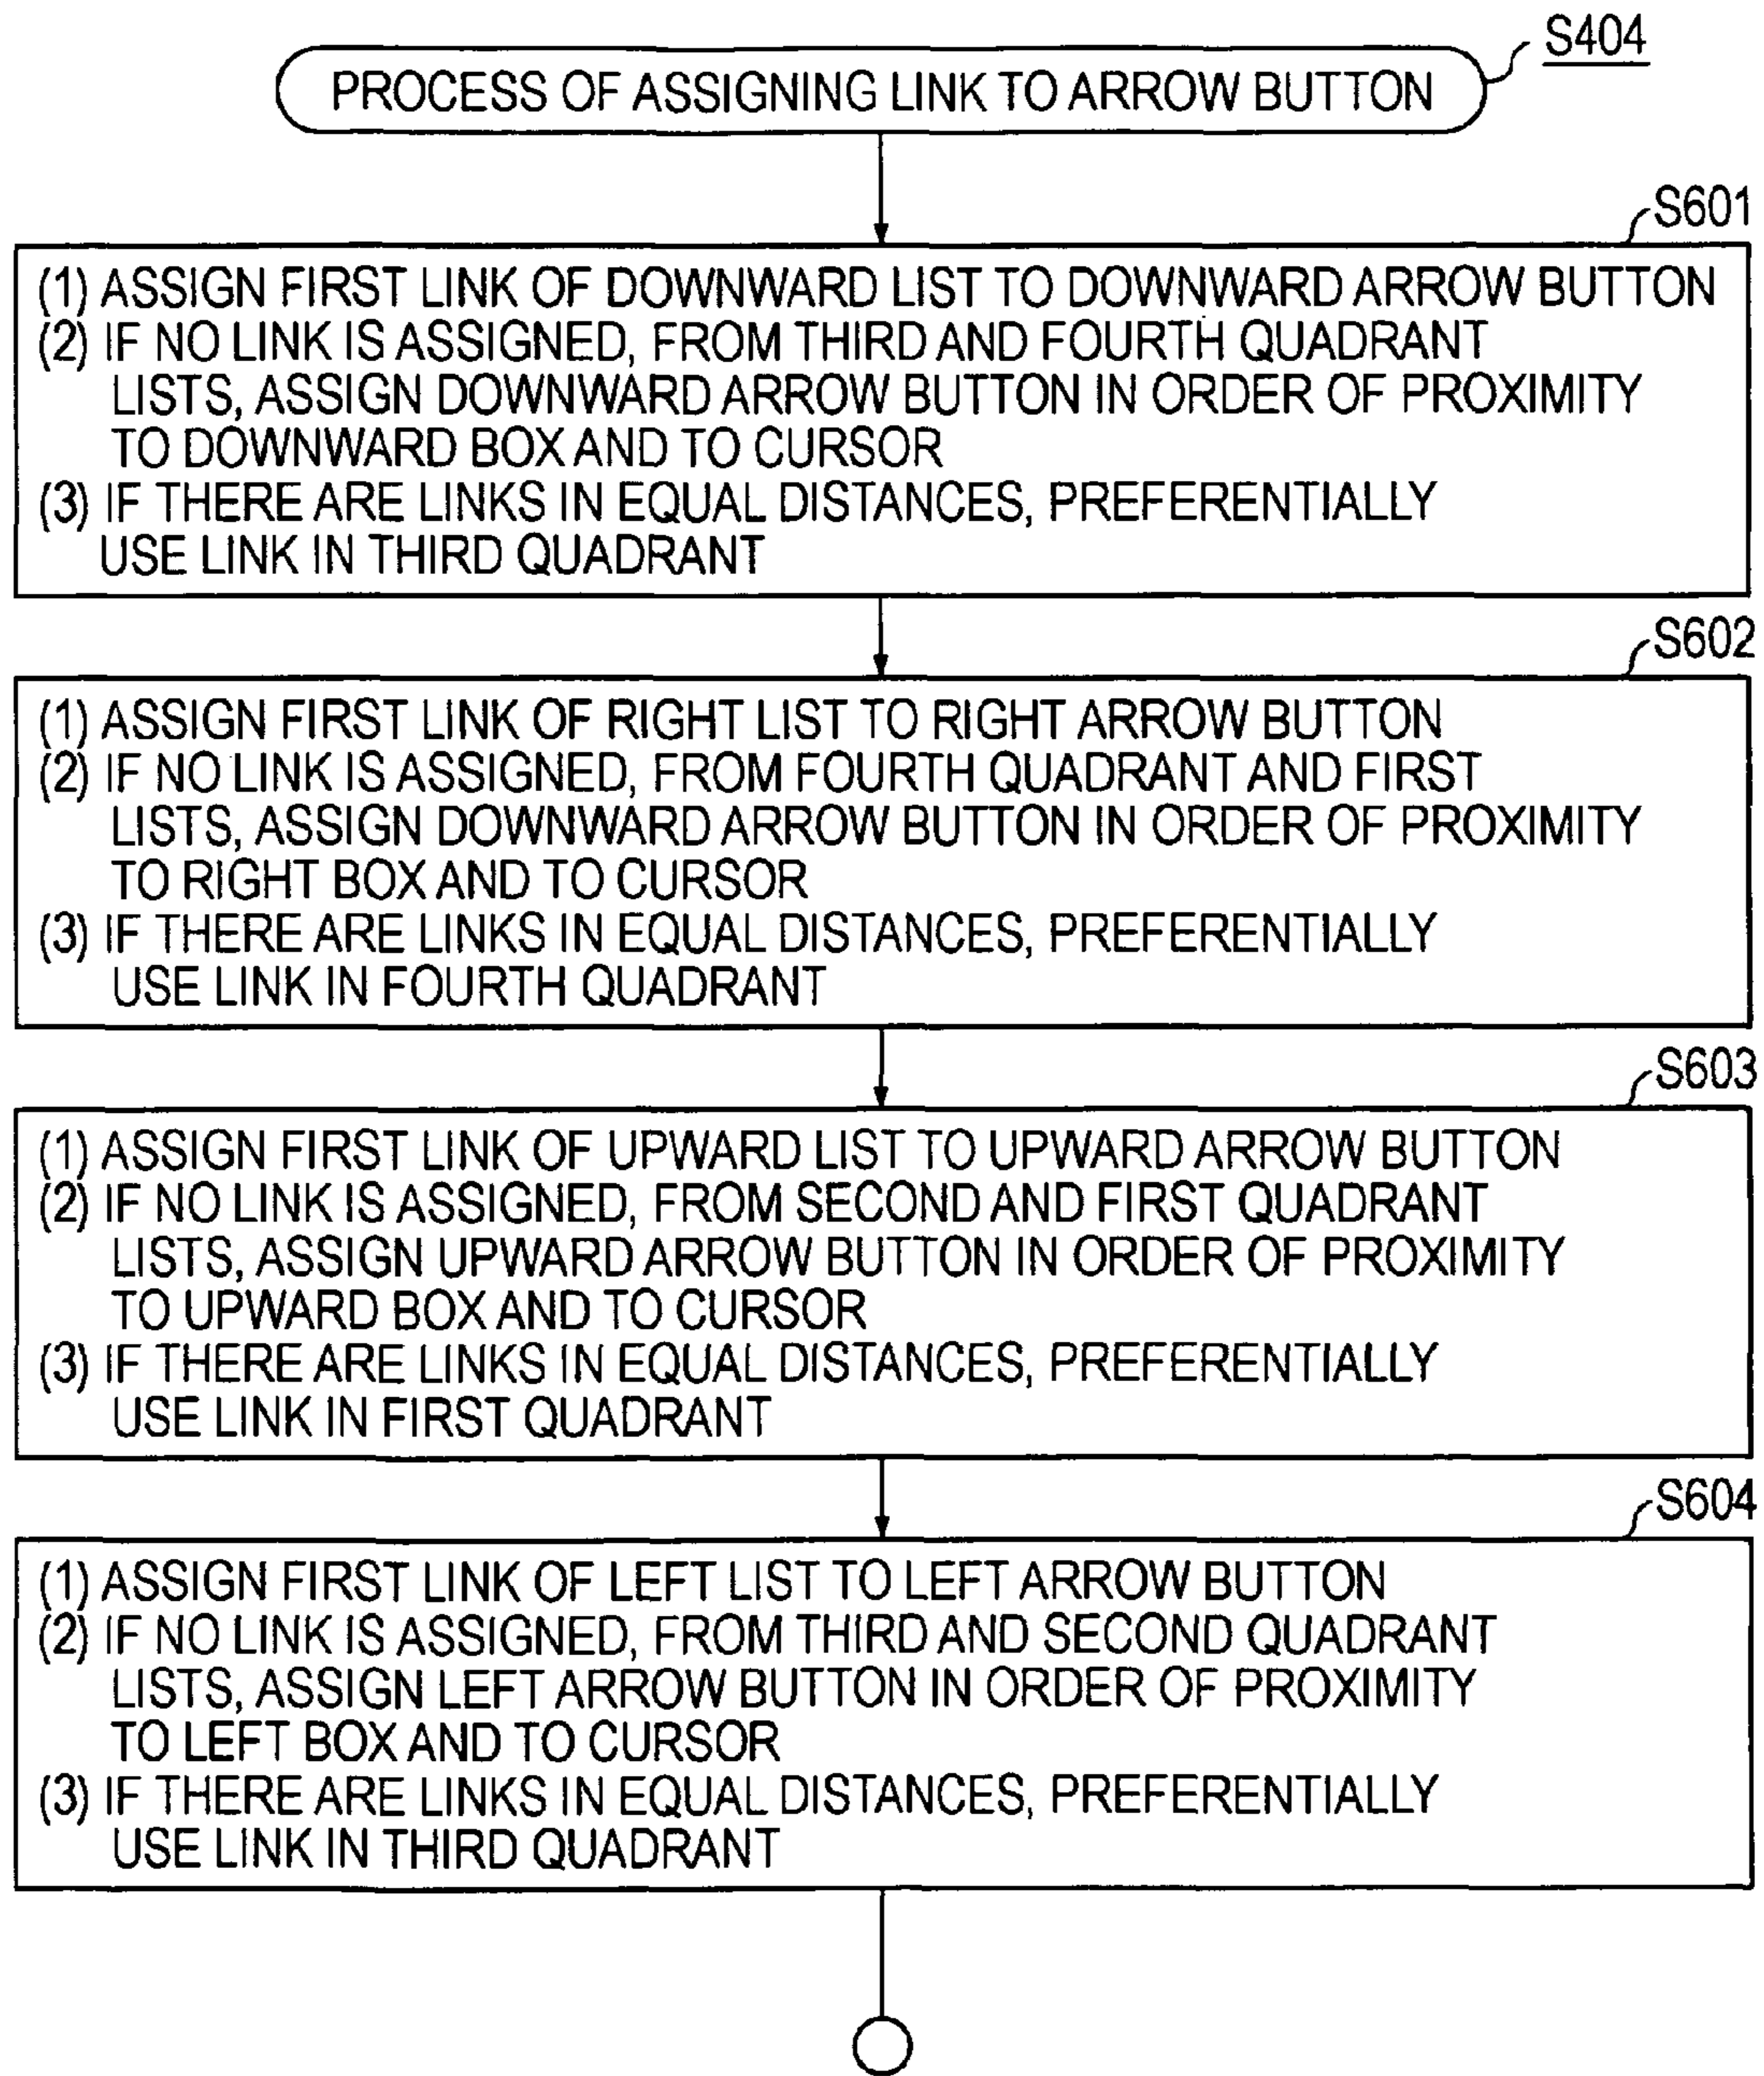 S404
PROCESS OF ASSIGNING LINK TO ARROW BUTTON
S601
(1) ASSIGN FIRST LINK OF DOWNWARD LIST TO DOWNWARD ARROW BUTTON
(2) IF NO LINK IS ASSIGNED, FROM THIRD AND FOURTH QUADRANT
LISTS, ASSIGN DOWNWARD ARROW BUTTON IN ORDER OF PROXIMITY
TO DOWNWARD BOX AND TO CURSOR
(3) IF THERE ARE LINKS IN EQUAL DISTANCES, PREFERENTIALLY
USE LINK IN THIRD QUADRANT
S602
(1) ASSIGN FIRST LINK OF RIGHT LIST TO RIGHT ARROW BUTTON
(2) IF NO LINK IS ASSIGNED, FROM FOURTH QUADRANT AND FIRST
LISTS, ASSIGN DOWNWARD ARROW BUTTON IN ORDER OF PROXIMITY
TO RIGHT BOX AND TO CURSOR
(3) IF THERE ARE LINKS IN EQUAL DISTANCES, PREFERENTIALLY
USE LINK IN FOURTH QUADRANT
S603
(1) ASSIGN FIRST LINK OF UPWARD LIST TO UPWARD ARROW BUTTON
(2) IF NO LINK IS ASSIGNED, FROM SECOND AND FIRST QUADRANT
LISTS, ASSIGN UPWARD ARROW BUTTON IN ORDER OF PROXIMITY
TO UPWARD BOX AND TO CURSOR
(3) IF THERE ARE LINKS IN EQUAL DISTANCES, PREFERENTIALLY
USE LINK IN FIRST QUADRANT
S604
(1) ASSIGN FIRST LINK OF LEFT LIST TO LEFT ARROW BUTTON
(2) IF NO LINK IS ASSIGNED, FROM THIRD AND SECOND QUADRANT
LISTS, ASSIGN LEFT ARROW BUTTON IN ORDER OF PROXIMITY
TO LEFT BOX AND TO CURSOR
(3) IF THERE ARE LINKS IN EQUAL DISTANCES, PREFERENTIALLY
USE LINK IN THIRD QUADRANT